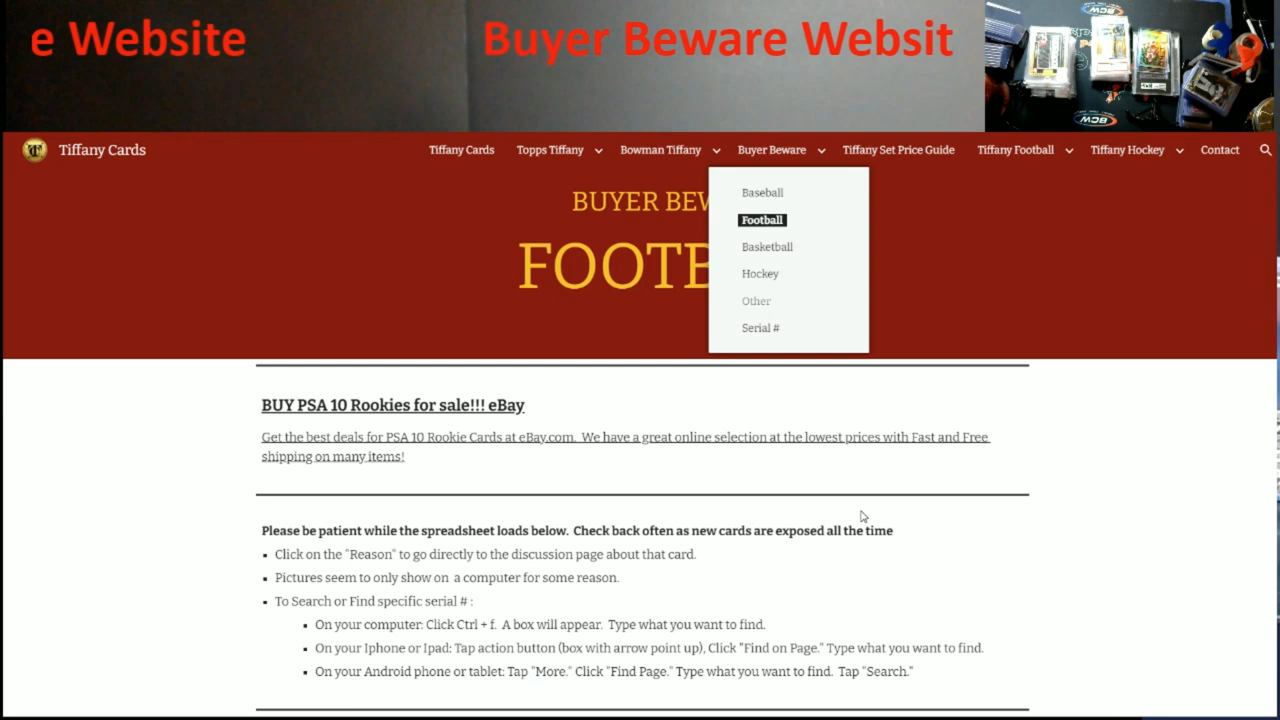 e Website Buyer Beware Websit
BCW
BCW
Tiffany Cards
Tiffany Cards Topps Tiffany Bowman Tiffany Buyer Beware Tiffany Set Price Guide Tiffany Football Tiffany Hockey Contact
Baseball
Football
Basketball
Hockey
Other
Serial #
BUYER BEW
FOOTB
BUY PSA 10 Rookies for sale!!! eBay
Get the best deals for PSA 10 Rookie Cards at eBay.com. We have a great online selection at the lowest prices with Fast and Free
shipping on many items!
Please be patient while the spreadsheet loads below. Check back often as new cards are exposed all the time
Click on the "Reason" to go directly to the discussion page about that card.
Pictures seem to only show on a computer for some reason.
To Search or Find specific serial # :
On your computer: Click Ctrl + f. A box will appear. Type what you want to find.
On your Iphone or Ipad: Tap action button (box with arrow point up), Click "Find on Page." Type what you want to find.
On your Android phone or tablet: Tap "More." Click "Find Page." Type what you want to find. Tap "Search."